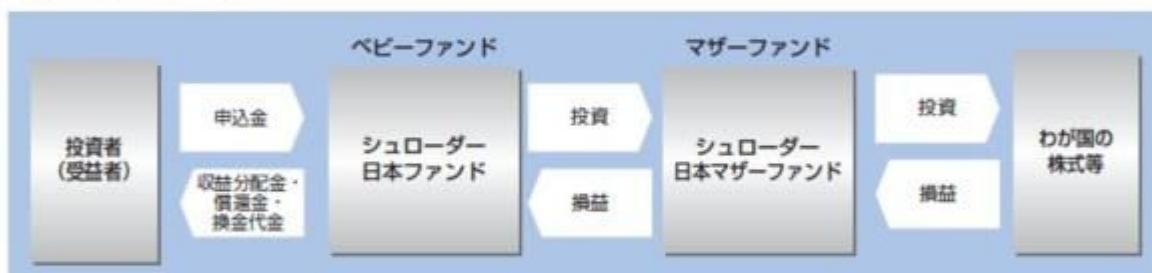 ベビーファンド
マザーファンド
投資者
(受益者)
申込金
収益分配金・
償還金・
換金代金
シュローダー
日本ファンド
投資
損益
シュローダー
日本マザーファンド
投資
損益
わが国の
株式等